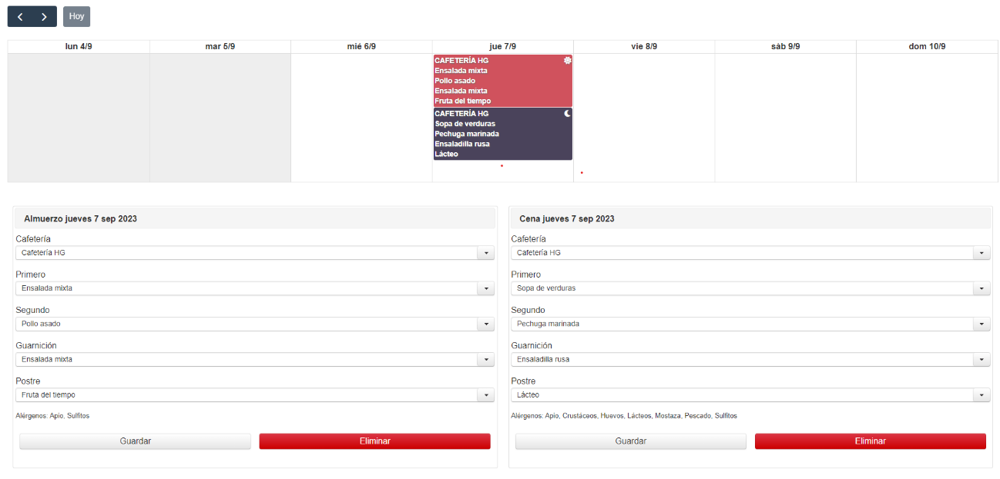 Hoy
lun 4/9 mar 5/9 mié 6/9 jue 7/9 vie 8/9 sáb 9/9 dom 10/9
CAFETERÍA HG
Ensalada mixta
Pollo asado
Ensalada mixta
Fruta del tiempo
CAFETERÍA HG
Sopa de verduras
Pechuga marinada
Ensaladilla rusa
Lácteo
Almuerzo jueves 7 sep 2023
Cafetería
Cafetería HG
Primero
Ensalada mixta
Segundo
Pollo asado
Guarnición
Ensalada mixta
Postre
Fruta del tiempo
Alérgenos: Apio, Sulfitos
Guardar Eliminar
Cena jueves 7 sep 2023
Cafetería
Cafetería HG
Primero
Sopa de verduras
Segundo
Pechuga marinada
Guarnición
Ensaladilla rusa
Postre
Lácteo
Alérgenos: Apio, Crustáceos, Huevos, Lácteos, Mostaza, Pescado, Sulfitos
Guardar Eliminar